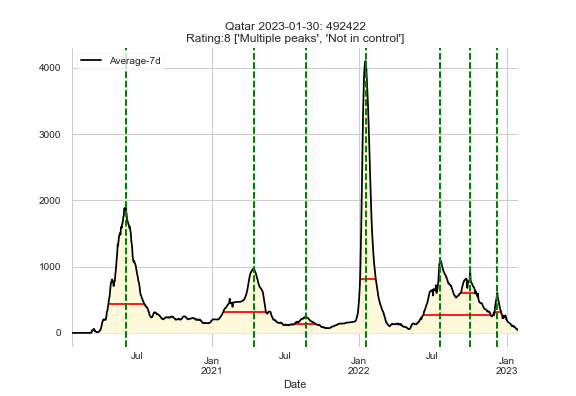 Qatar 2023-01-30: 492422
Rating:8 ['Multiple peaks', 'Not in control']
Average-7d
4000
3000
2000
1000
0
Jul
Jan
2021
Jul
Jan
2022
Jul
Jan
2023
Date